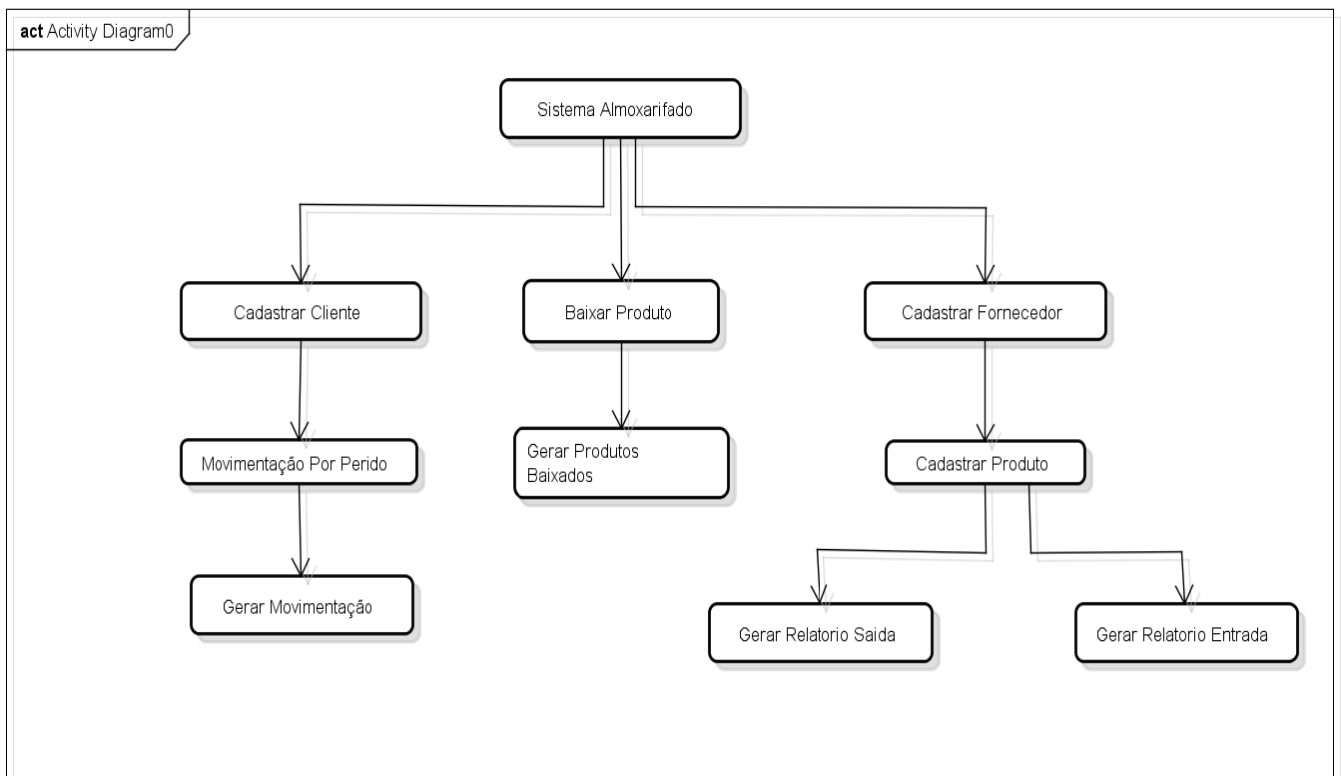 act Activity Diagram0
Sistema Almoxarifado
Cadastrar Cliente
Baixar Produto
Cadastrar Fornecedor
Movimentação Por Perido
Gerar Produtos
Baixados
Cadastrar Produto
Gerar Movimentação
Gerar Relatorio Saida
Gerar Relatorio Entrada